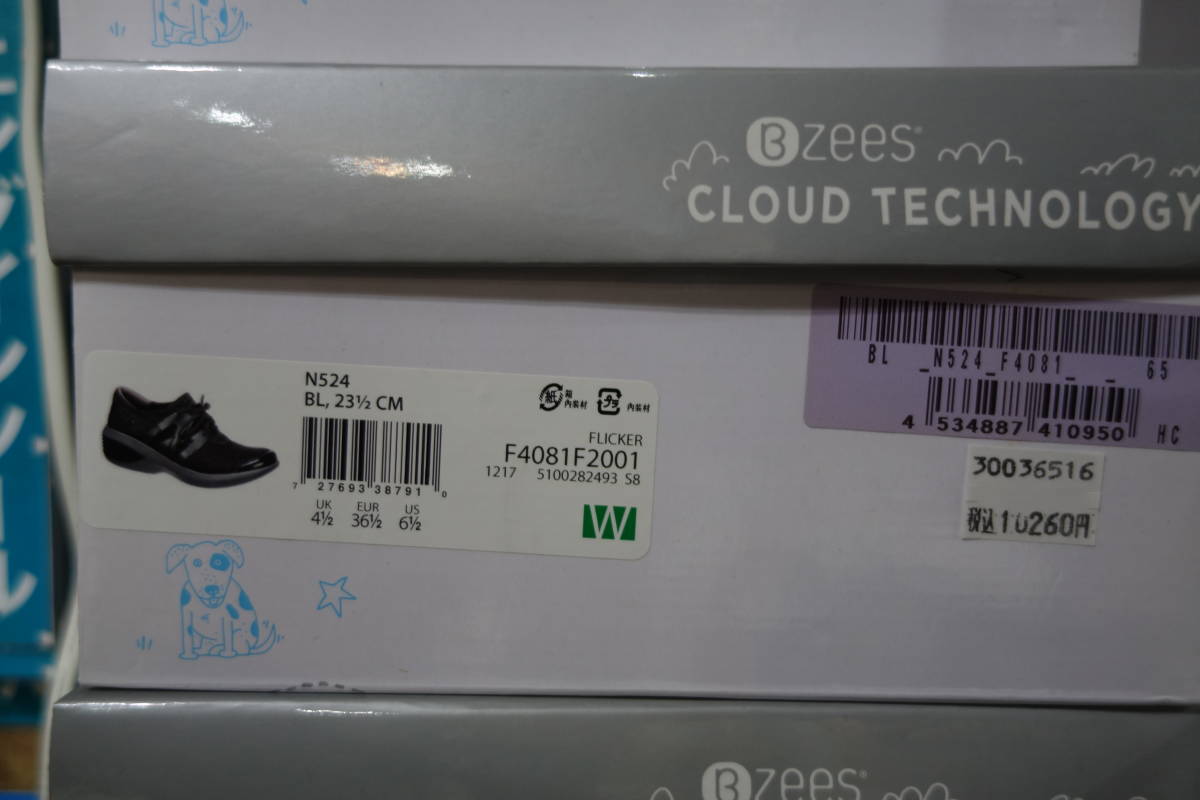 Bzees
CLOUD TECHNOLOGY
BL _N524_F4081_ _ 65
4 534887 410950 HC
30036516
税込10260円
N524
BL, 23½ CM
7 27693 38791 0
UK EUR US
4½ 36½ 6½
紙 箱 内装材
プラ 内装材
FLICKER
F4081F2001
1217 5100282493 S8
W
Bzees